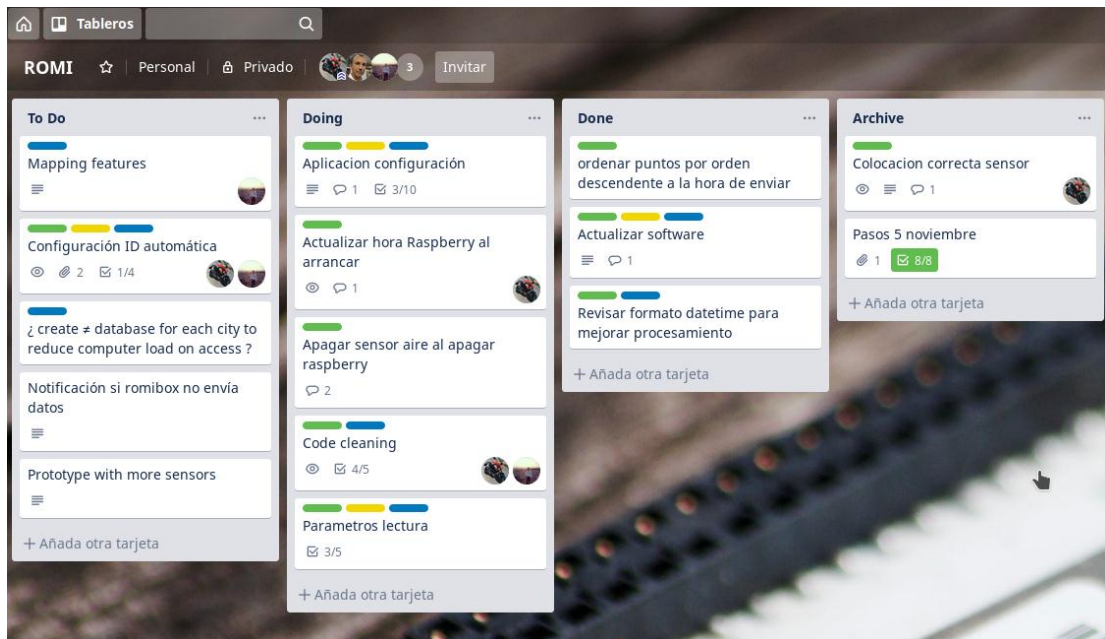 Tableros
ROMI
Personal
Privado
3
Invitar
To Do
Mapping features
Configuración ID automática
2
1/4
¿ create ≠ database for each city to
reduce computer load on access ?
Notificación si romibox no envía
datos
Prototype with more sensors
+ Añada otra tarjeta
Doing
Aplicacion configuración
1
3/10
Actualizar hora Raspberry al
arrancar
1
Apagar sensor aire al apagar
raspberry
2
Code cleaning
4/5
Parametros lectura
3/5
+ Añada otra tarjeta
Done
ordenar puntos por orden
descendente a la hora de enviar
Actualizar software
1
Revisar formato datetime para
mejorar procesamiento
+ Añada otra tarjeta
Archive
Colocacion correcta sensor
1
Pasos 5 noviembre
1
8/8
+ Añada otra tarjeta